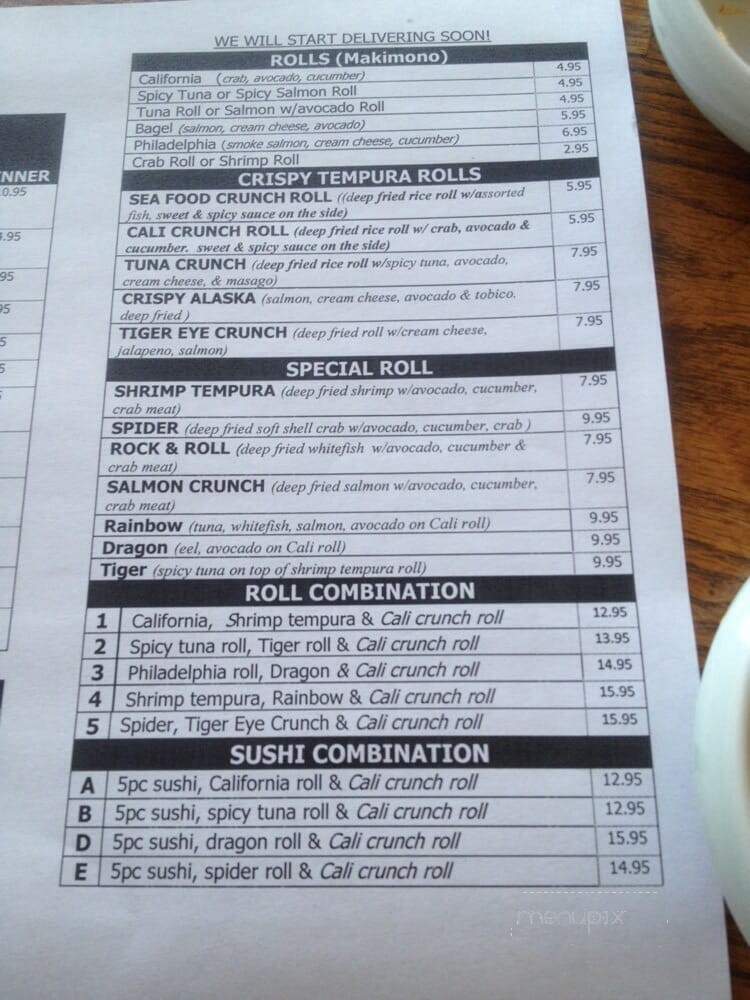 WE WILL START DELIVERING SOON!
ROLLS (Makimono)
California (crab, avocado, cucumber) 4.95
Spicy Tuna or Spicy Salmon Roll 4.95
Tuna Roll or Salmon w/avocado Roll 4.95
Bagel (salmon, cream cheese, avocado) 5.95
Philadelphia (smoke salmon, cream cheese, cucumber) 6.95
Crab Roll or Shrimp Roll 2.95
CRISPY TEMPURA ROLLS
SEA FOOD CRUNCH ROLL ((deep fried rice roll w/assorted 5.95
fish, sweet & spicy sauce on the side)
CALI CRUNCH ROLL (deep fried rice roll w/ crab, avocado & 5.95
cucumber. sweet & spicy sauce on the side)
TUNA CRUNCH (deep fried rice roll w/spicy tuna, avocado, 7.95
cream cheese, & masago)
CRISPY ALASKA (salmon, cream cheese, avocado & tobico. 7.95
deep fried )
TIGER EYE CRUNCH (deep fried roll w/cream cheese, 7.95
jalapeno, salmon)
SPECIAL ROLL
SHRIMP TEMPURA (deep fried shrimp w/avocado, cucumber, 7.95
crab meat)
SPIDER (deep fried soft shell crab w/avocado, cucumber, crab ) 9.95
ROCK & ROLL (deep fried whitefish w/avocado, cucumber & 7.95
crab meat)
SALMON CRUNCH (deep fried salmon w/avocado, cucumber, 7.95
crab meat)
Rainbow (tuna, whitefish, salmon, avocado on Cali roll) 9.95
Dragon (eel, avocado on Cali roll) 9.95
Tiger (spicy tuna on top of shrimp tempura roll) 9.95
ROLL COMBINATION
1 California, Shrimp tempura & Cali crunch roll 12.95
2 Spicy tuna roll, Tiger roll & Cali crunch roll 13.95
3 Philadelphia roll, Dragon & Cali crunch roll 14.95
4 Shrimp tempura, Rainbow & Cali crunch roll 15.95
5 Spider, Tiger Eye Crunch & Cali crunch roll 15.95
SUSHI COMBINATION
A 5pc sushi, California roll & Cali crunch roll 12.95
B 5pc sushi, spicy tuna roll & Cali crunch roll 12.95
D 5pc sushi, dragon roll & Cali crunch roll 15.95
E 5pc sushi, spider roll & Cali crunch roll 14.95
menupix